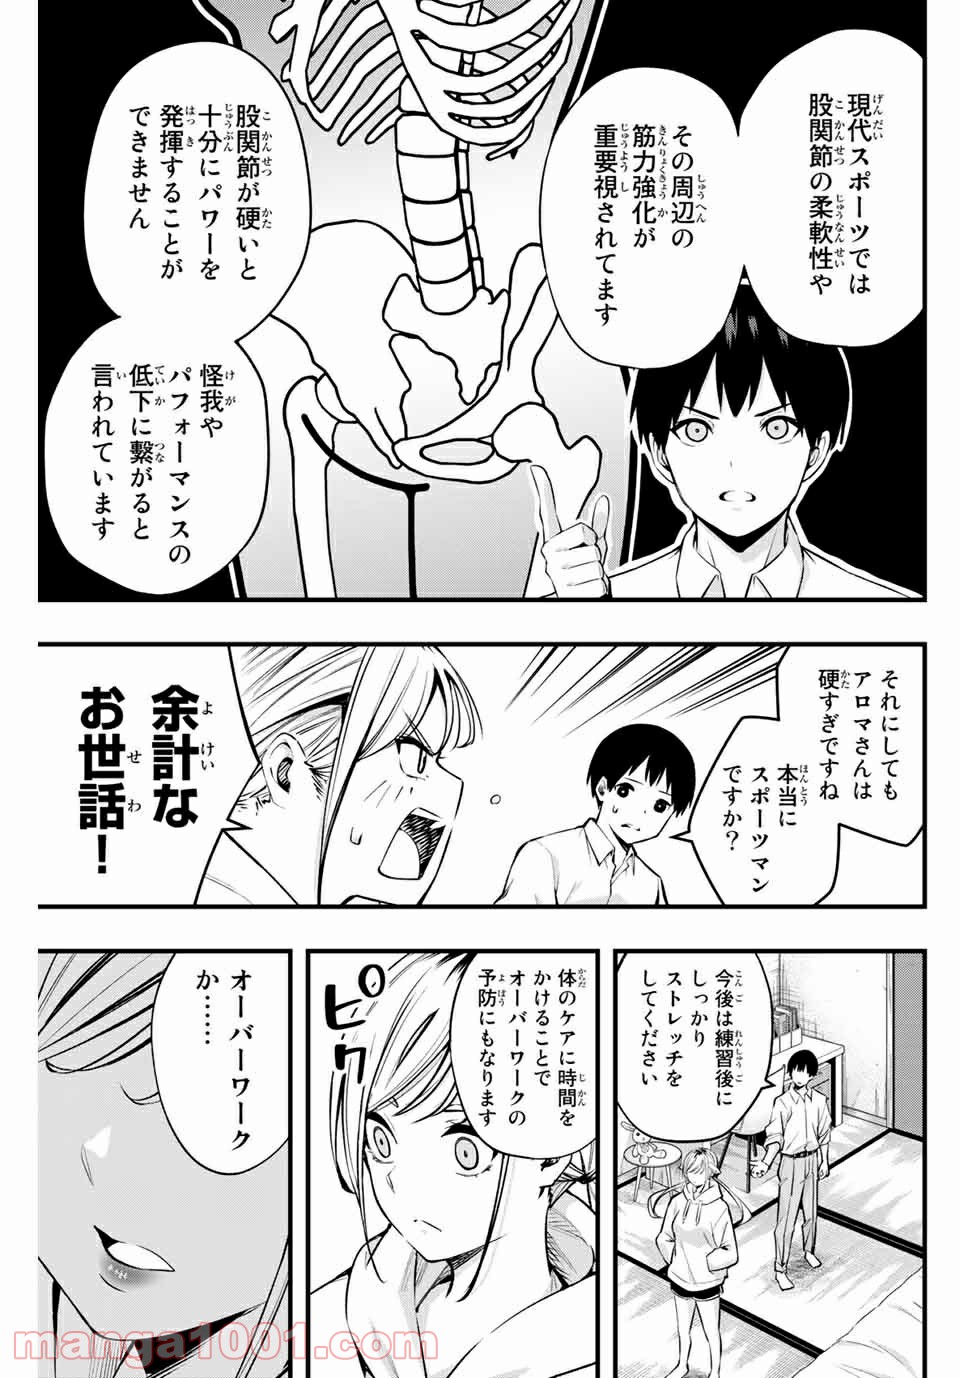 現代スポーツでは
股関節の柔軟性や
その周辺の
筋力強化が
重要視されてます
股関節が硬いと
十分にパワーを
発揮することが
できません
怪我や
パフォーマンスの
低下に繋がると
言われています
それにしても
アロマさんは
硬すぎですね
本当に
スポーツマン
ですか？
余計な
お世話！
今後は練習後に
しっかり
ストレッチを
してください
体のケアに時間を
かけることで
オーバーワークの
予防にもなります
ピクッ
オーバーワーク
か……
manga1001.com